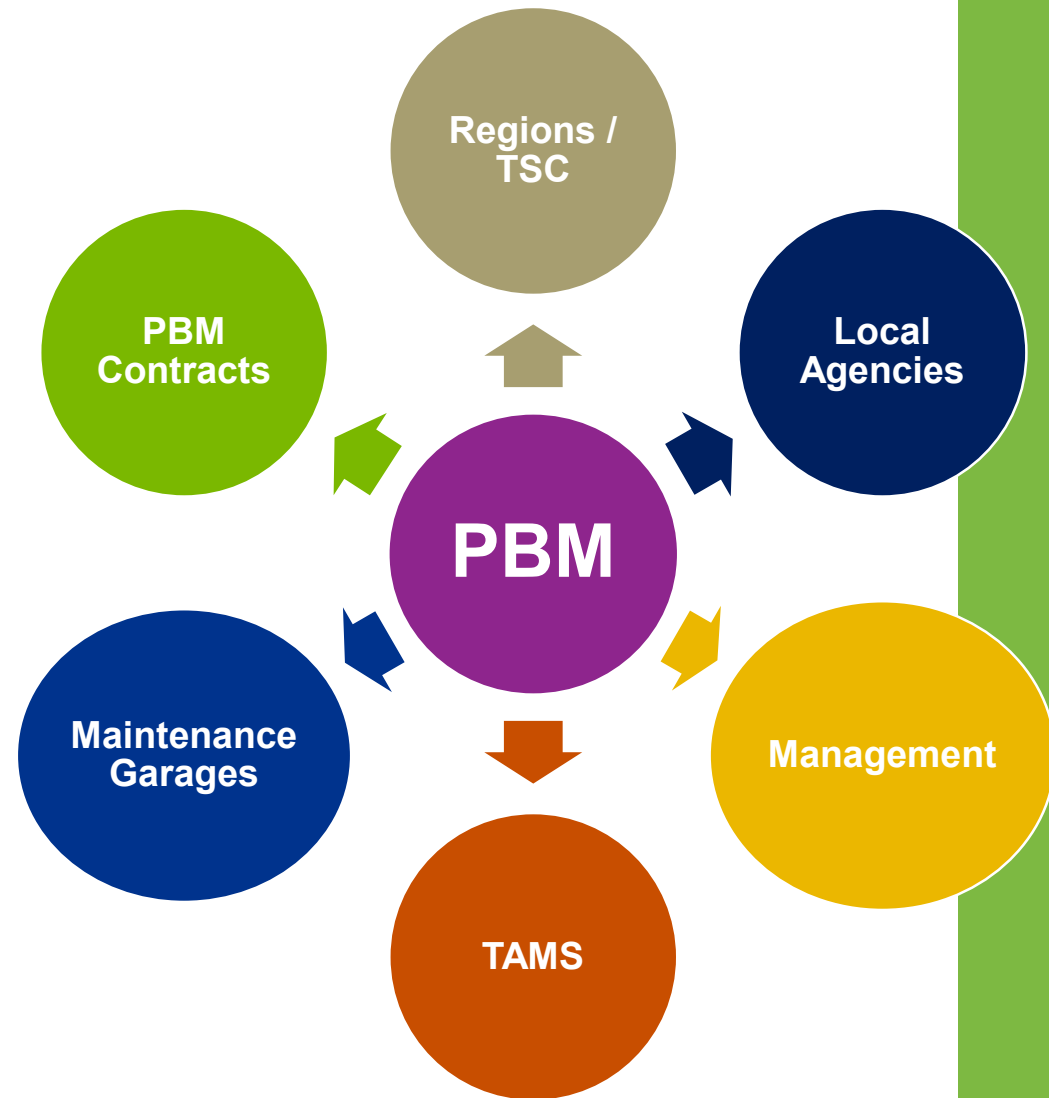 Regions /
TSC
PBM
Contracts
Local
Agencies
PBM
Maintenance
Garages
Management
TAMS